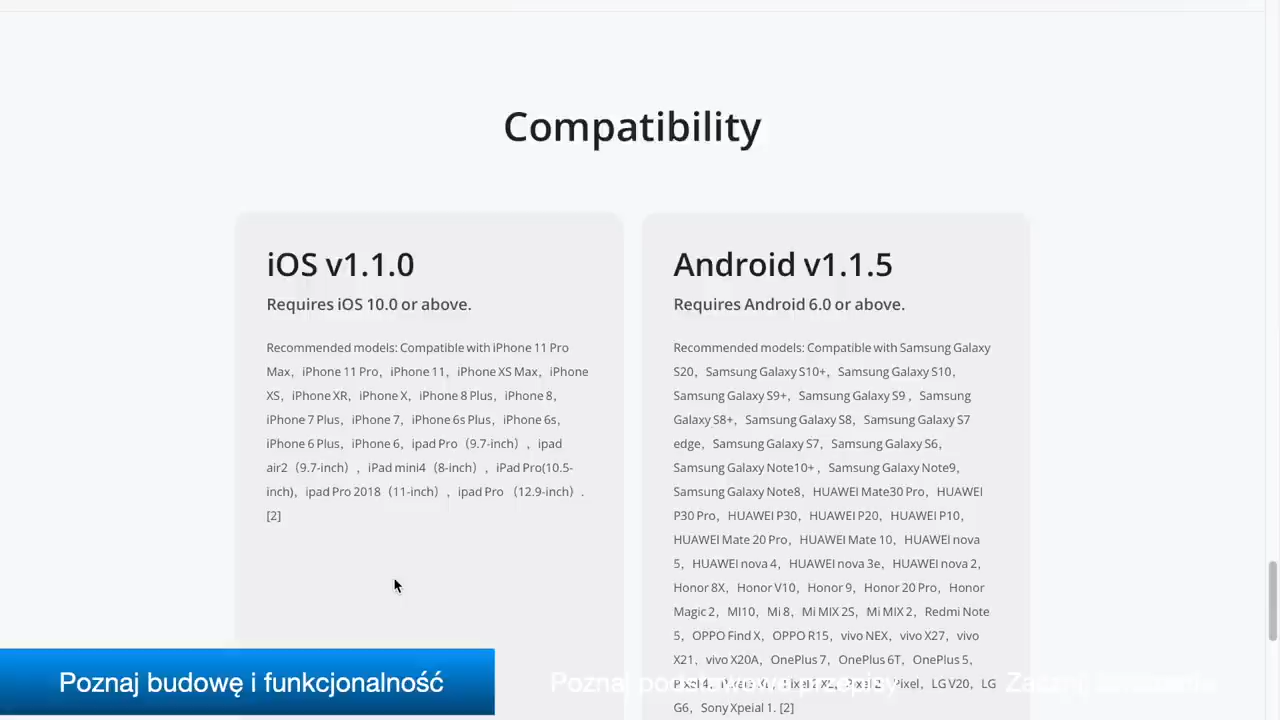 Compatibility
iOS v1.1.0
Requires iOS 10.0 or above.
Recommended models: Compatible with iPhone 11 Pro
Max， iPhone 11 Pro， iPhone 11， iPhone XS Max， iPhone
XS， iPhone XR， iPhone X， iPhone 8 Plus， iPhone 8，
iPhone 7 Plus， iPhone 7， iPhone 6s Plus， iPhone 6s，
iPhone 6 Plus， iPhone 6， ipad Pro（9.7-inch）， ipad
air2（9.7-inch）， iPad mini4（8-inch）， iPad Pro(10.5-
inch)， ipad Pro 2018（11-inch）， ipad Pro （12.9-inch）.
[2]
Android v1.1.5
Requires Android 6.0 or above.
Recommended models: Compatible with Samsung Galaxy
S20， Samsung Galaxy S10+， Samsung Galaxy S10，
Samsung Galaxy S9+， Samsung Galaxy S9， Samsung
Galaxy S8+， Samsung Galaxy S8， Samsung Galaxy S7
edge， Samsung Galaxy S7， Samsung Galaxy S6，
Samsung Galaxy Note10+， Samsung Galaxy Note9，
Samsung Galaxy Note8， HUAWEI Mate30 Pro， HUAWEI
P30 Pro， HUAWEI P30， HUAWEI P20， HUAWEI P10，
HUAWEI Mate 20 Pro， HUAWEI Mate 10， HUAWEI nova
5， HUAWEI nova 4， HUAWEI nova 3e， HUAWEI nova 2，
Honor 8X， Honor V10， Honor 9， Honor 20 Pro， Honor
Magic 2， MI10， Mi 8， Mi MIX 2S， Mi MIX 2， Redmi Note
5， OPPO Find X， OPPO R15， vivo NEX， vivo X27， vivo
X21， vivo X20A， OnePlus 7， OnePlus 6T， OnePlus 5，
Pixel， LG V20， LG
G6， Sony Xpeial 1. [2]
Poznaj budowę i funkcjonalność
Poznaj podstawowe przepisy